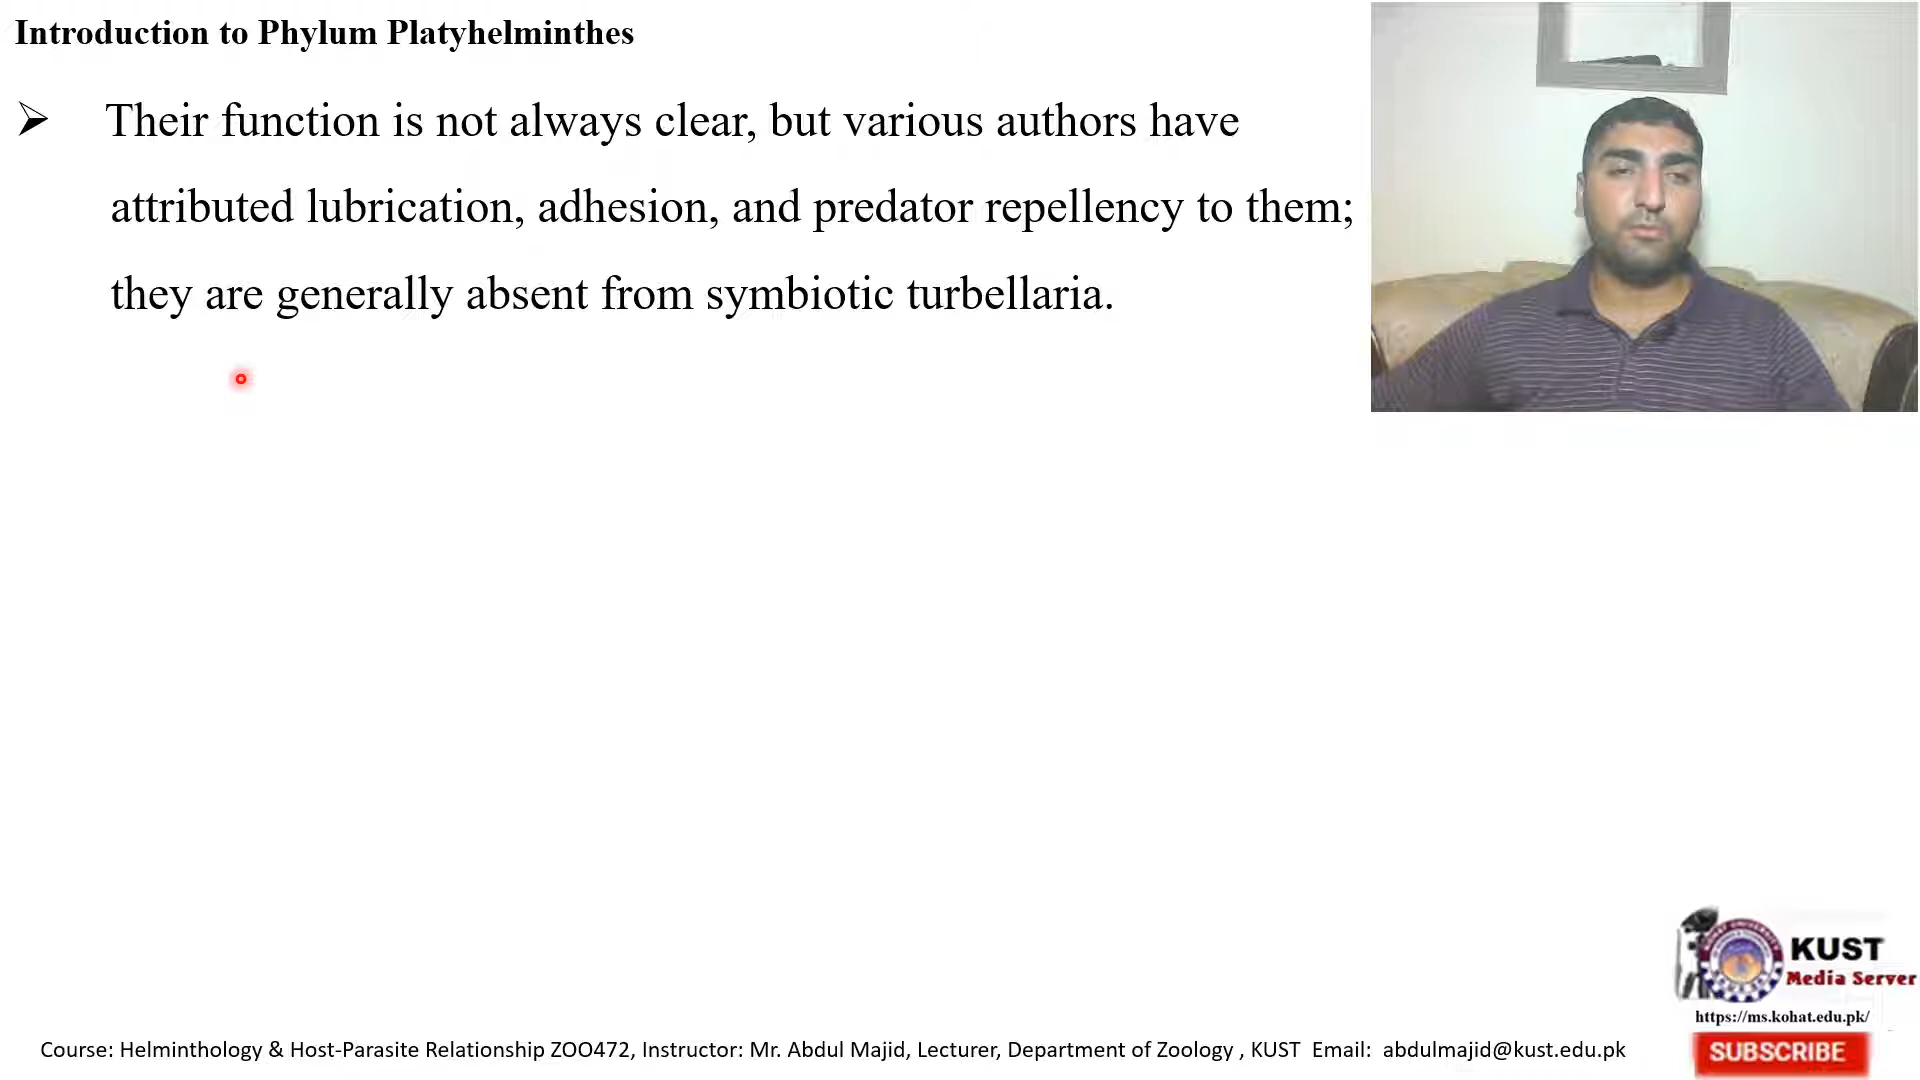 Introduction to Phylum Platyhelminthes
➢ Their function is not always clear, but various authors have
attributed lubrication, adhesion, and predator repellency to them;
they are generally absent from symbiotic turbellaria.
KUST
Media Server
https://ms.kohat.edu.pk/
Course: Helminthology & Host-Parasite Relationship ZOO472, Instructor: Mr. Abdul Majid, Lecturer, Department of Zoology , KUST Email: abdulmajid@kust.edu.pk
SUBSCRIBE